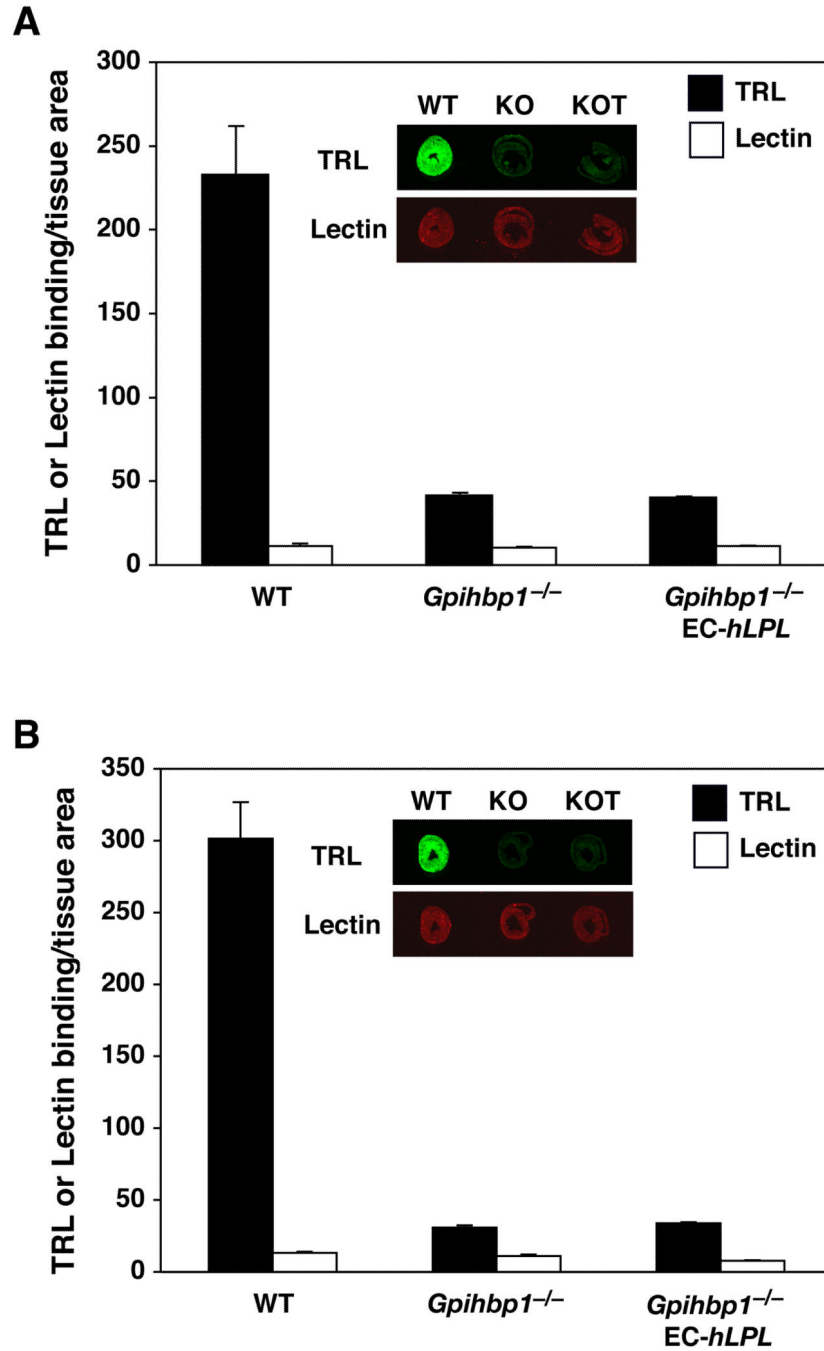 A
TRL or Lectin binding/tissue area
300
250
200
150
100
50
0
WT KO KOT
TRL
Lectin
TRL
Lectin
WT
Gpihbp1–/–
Gpihbp1–/–
EC-hLPL
B
TRL or Lectin binding/tissue area
350
300
250
200
150
100
50
0
WT KO KOT
TRL
Lectin
TRL
Lectin
WT
Gpihbp1–/–
Gpihbp1–/–
EC-hLPL